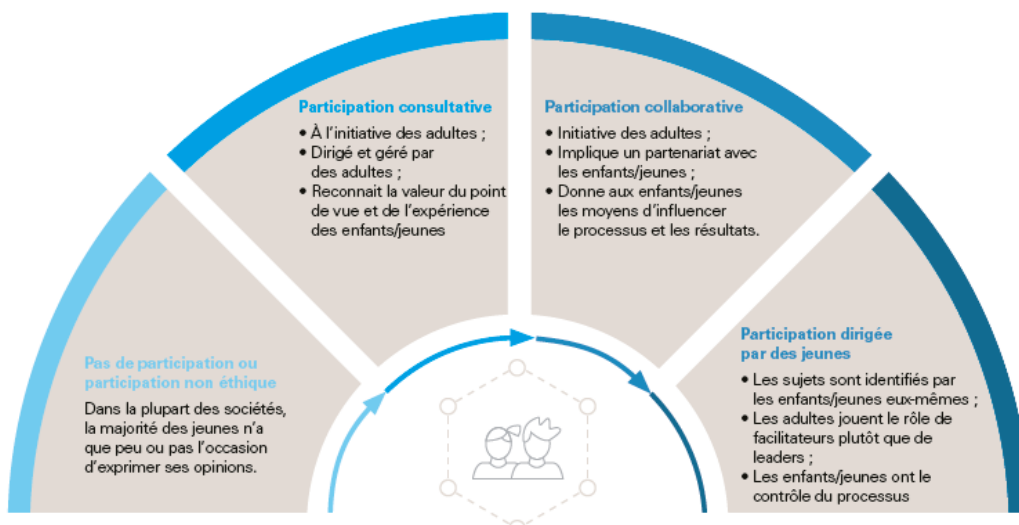 Pas de participation ou
participation non éthique
Dans la plupart des sociétés,
la majorité des jeunes n'a
que peu ou pas l'occasion
d'exprimer ses opinions.
Participation consultative
• À l'initiative des adultes ;
• Dirigé et géré par
des adultes ;
• Reconnait la valeur du point
de vue et de l'expérience
des enfants/jeunes
Participation collaborative
• Initiative des adultes ;
• Implique un partenariat avec
les enfants/jeunes ;
• Donne aux enfants/jeunes
les moyens d'influencer
le processus et les résultats.
Participation dirigée
par des jeunes
• Les sujets sont identifiés par
les enfants/jeunes eux-mêmes ;
• Les adultes jouent le rôle de
facilitateurs plutôt que de
leaders ;
• Les enfants/jeunes ont le
contrôle du processus